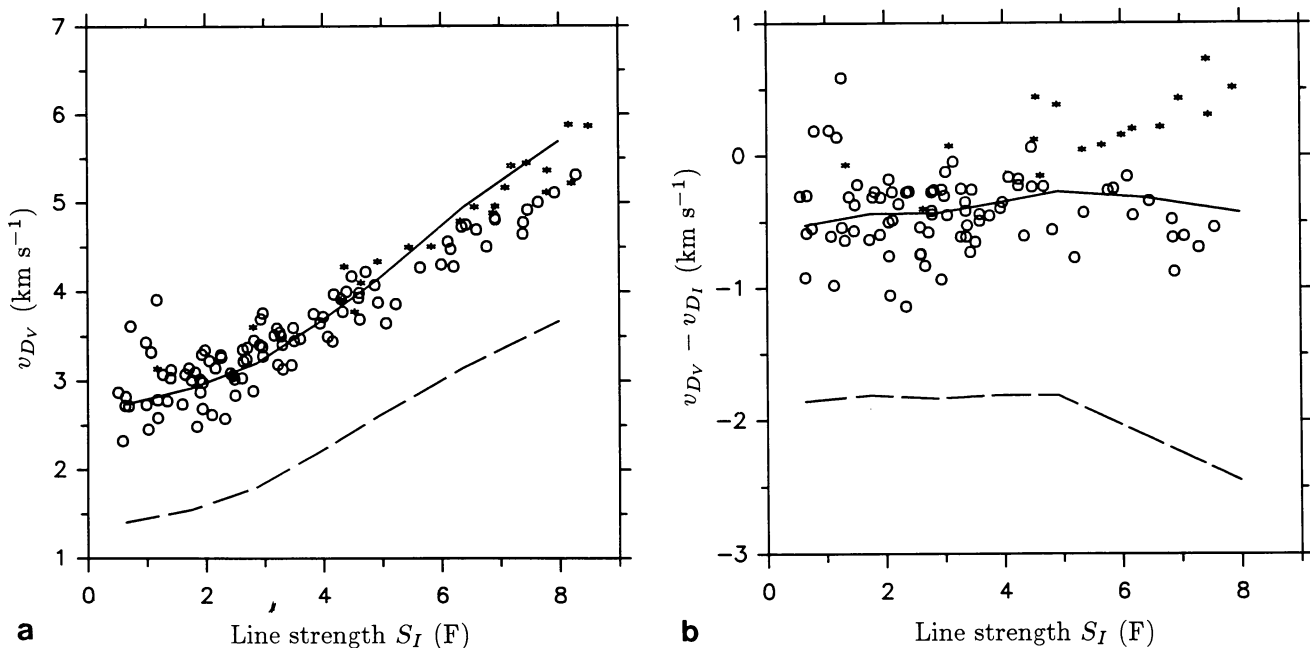 7
6
5
4
3
2
1
v_{D_V} (km s^{−1})
0 2 4 6 8
Line strength S_I (F)
a
1
0
−1
−2
−3
v_{D_V} − v_{D_I} (km s^{−1})
0 2 4 6 8
Line strength S_I (F)
b